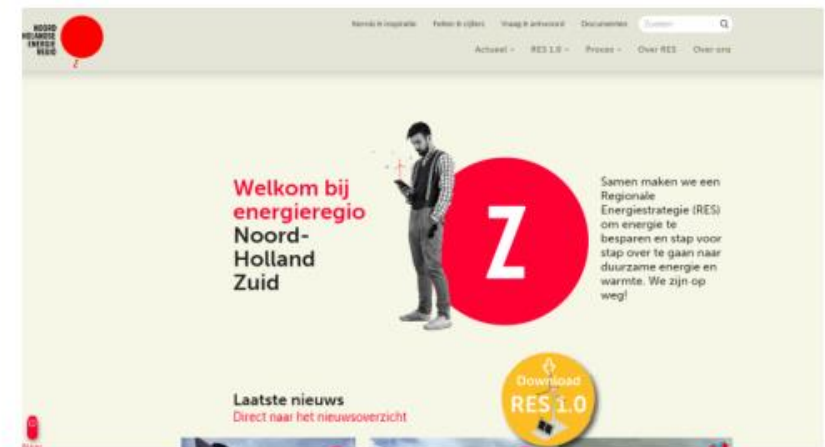 NOORD
HOLLANDSE
ENERGIE
REGIO
Z
Kennis & inspiratie Feiten & cijfers Vraag & antwoord Documenten Zoeken
Actueel RES 1.0 Proces Over RES Over ons
Welkom bij
energieregio
Noord-
Holland
Zuid
Z
Samen maken we een
Regionale
Energiestrategie (RES)
om energie te
besparen en stap voor
stap over te gaan naar
duurzame energie en
warmte. We zijn op
weg!
Download
RES 1.0
Laatste nieuws
Direct naar het nieuwsoverzicht